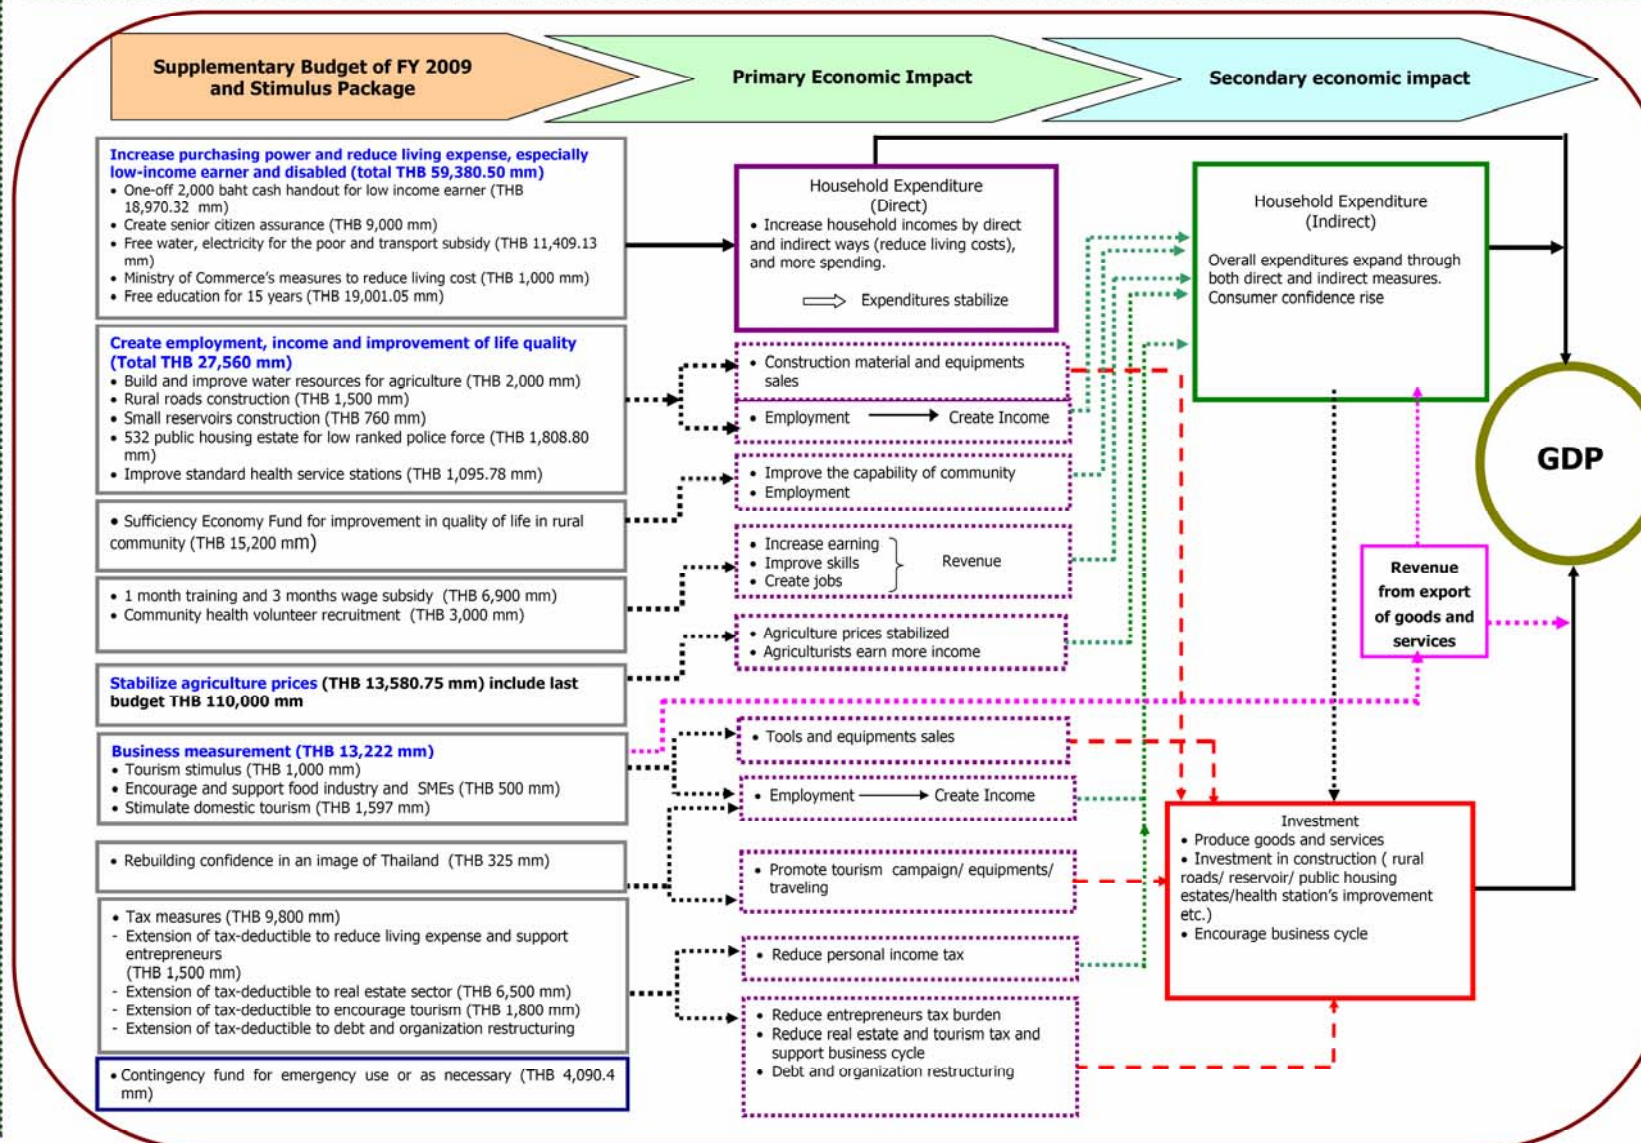 Supplementary Budget of FY 2009
and Stimulus Package
Primary Economic Impact
Secondary economic impact
Increase purchasing power and reduce living expense, especially
low-income earner and disabled (total THB 59,380.50 mm)
• One-off 2,000 baht cash handout for low income earner (THB
18,970.32 mm)
• Create senior citizen assurance (THB 9,000 mm)
• Free water, electricity for the poor and transport subsidy (THB 11,409.13
mm)
• Ministry of Commerce's measures to reduce living cost (THB 1,000 mm)
• Free education for 15 years (THB 19,001.05 mm)
Create employment, income and improvement of life quality
(Total THB 27,560 mm)
• Build and improve water resources for agriculture (THB 2,000 mm)
• Rural roads construction (THB 1,500 mm)
• Small reservoirs construction (THB 760 mm)
• 532 public housing estate for low ranked police force (THB 1,808.80
mm)
• Improve standard health service stations (THB 1,095.78 mm)
• Sufficiency Economy Fund for improvement in quality of life in rural
community (THB 15,200 mm)
• 1 month training and 3 months wage subsidy (THB 6,900 mm)
• Community health volunteer recruitment (THB 3,000 mm)
Stabilize agriculture prices (THB 13,580.75 mm) include last
budget THB 110,000 mm
Business measurement (THB 13,222 mm)
• Tourism stimulus (THB 1,000 mm)
• Encourage and support food industry and SMEs (THB 500 mm)
• Stimulate domestic tourism (THB 1,597 mm)
• Rebuilding confidence in an image of Thailand (THB 325 mm)
• Tax measures (THB 9,800 mm)
- Extension of tax-deductible to reduce living expense and support
entrepreneurs
(THB 1,500 mm)
- Extension of tax-deductible to real estate sector (THB 6,500 mm)
- Extension of tax-deductible to encourage tourism (THB 1,800 mm)
- Extension of tax-deductible to debt and organization restructuring
• Contingency fund for emergency use or as necessary (THB 4,090.4
mm)
Household Expenditure
(Direct)
• Increase household incomes by direct
and indirect ways (reduce living costs),
and more spending.
Expenditures stabilize
• Construction material and equipments
sales
• Employment Create Income
• Improve the capability of community
• Employment
• Increase earning
• Improve skills
• Create jobs
Revenue
• Agriculture prices stabilized
• Agriculturists earn more income
• Tools and equipments sales
• Employment Create Income
• Promote tourism campaign/ equipments/
traveling
• Reduce personal income tax
• Reduce entrepreneurs tax burden
• Reduce real estate and tourism tax and
support business cycle
• Debt and organization restructuring
Household Expenditure
(Indirect)
Overall expenditures expand through
both direct and indirect measures.
Consumer confidence rise
Revenue
from export
of goods and
services
Investment
• Produce goods and services
• Investment in construction ( rural
roads/ reservoir/ public housing
estates/health station's improvement
etc.)
• Encourage business cycle
GDP